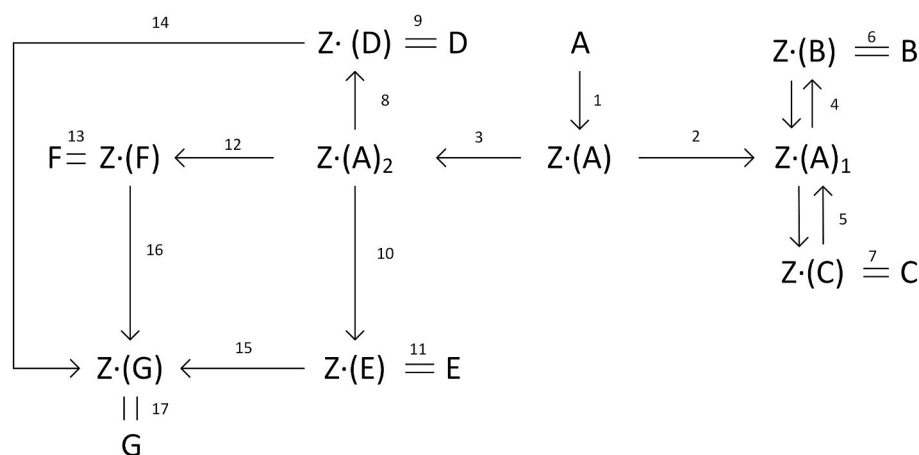 14 Z· (D) 9 D A Z·(B) 6 B
8 1 4
F 13 Z·(F) 12 Z·(A)₂ 3 Z·(A) 2 Z·(A)₁
16 10 5
Z·(C) 7 C
Z·(G) 15 Z·(E) 11 E
17
G